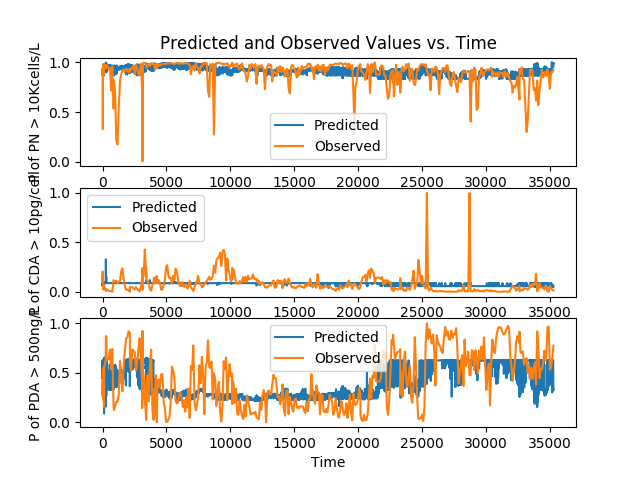 Predicted and Observed Values vs. Time
P of PN > 10Kcells/L
1.0
0.5
0.0
Predicted
Observed
0 5000 10000 15000 20000 25000 30000 35000
P of CDA > 10pg/cell
1.0
0.5
0.0
Predicted
Observed
0 5000 10000 15000 20000 25000 30000 35000
P of PDA > 500ng/L
1.0
0.5
0.0
Predicted
Observed
0 5000 10000 15000 20000 25000 30000 35000
Time